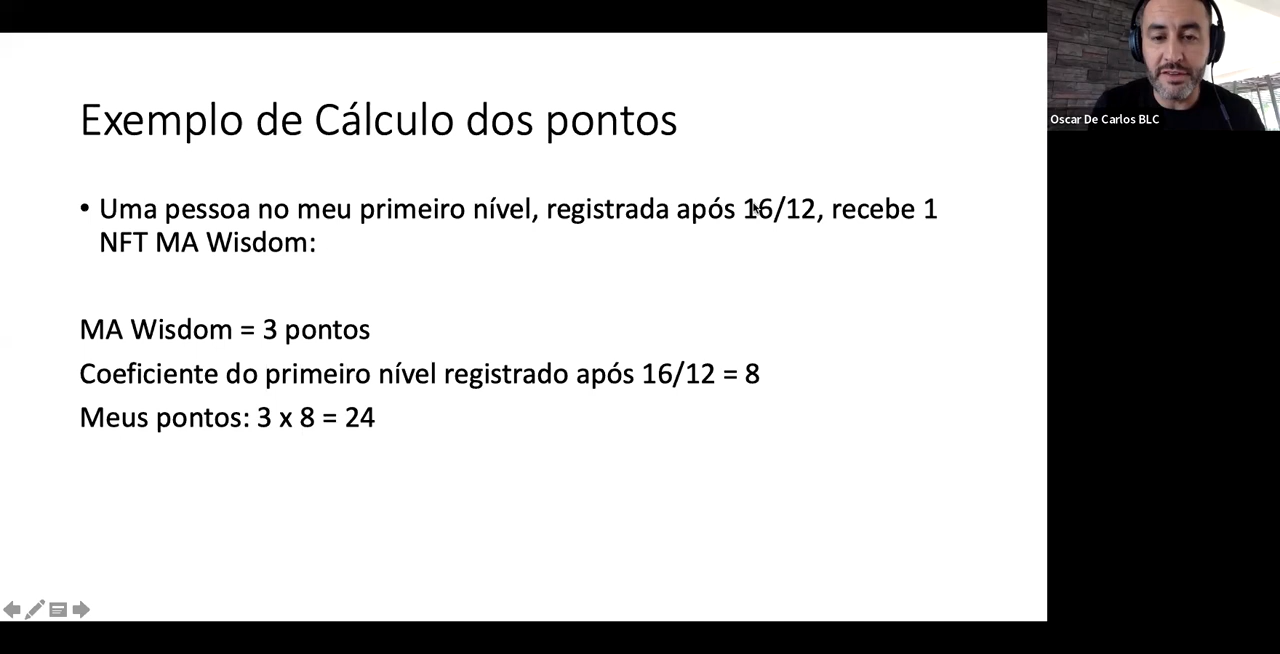 Exemplo de Cálculo dos pontos
• Uma pessoa no meu primeiro nível, registrada após 16/12, recebe 1
NFT MA Wisdom:
MA Wisdom = 3 pontos
Coeficiente do primeiro nível registrado após 16/12 = 8
Meus pontos: 3 x 8 = 24
Oscar De Carlos BLC